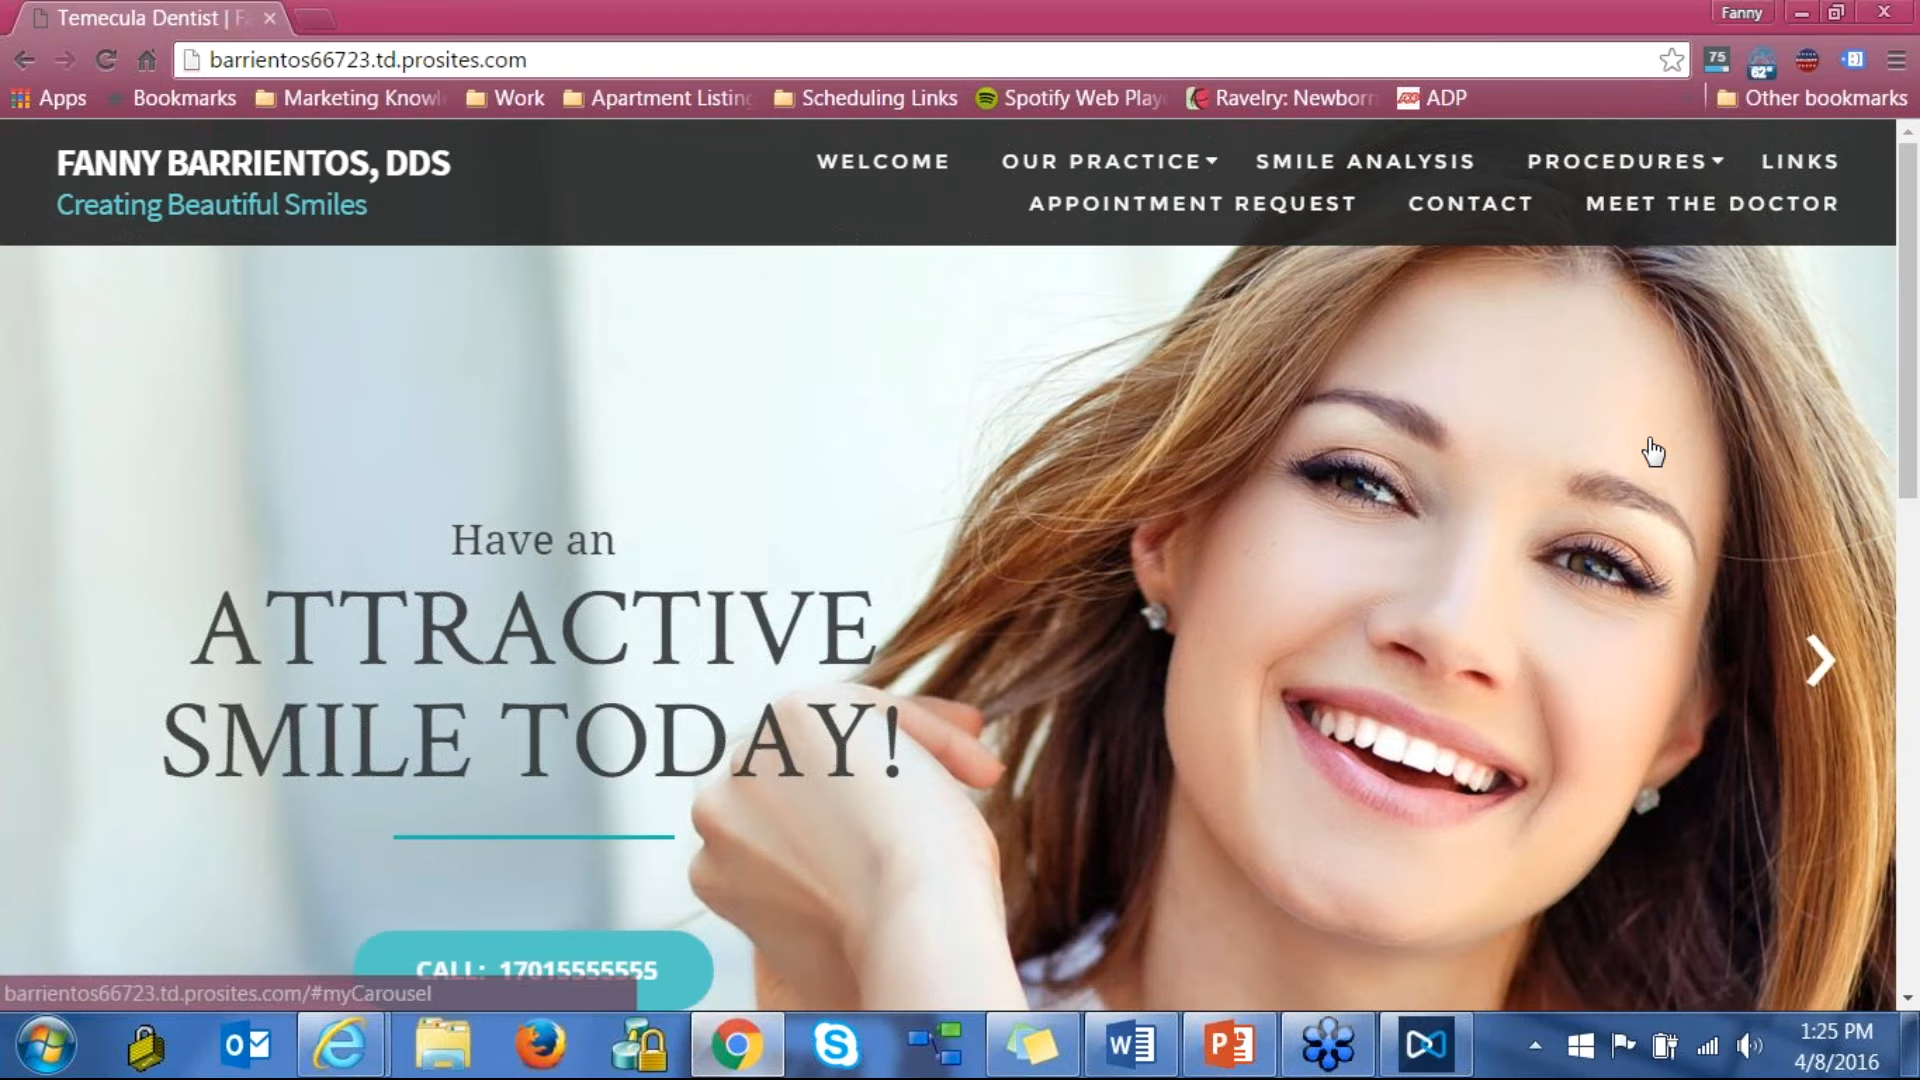 Temecula Dentist | F
Fanny
barrientos66723.td.prosites.com
75
62°
Apps
Bookmarks
Marketing Knowl
Work
Apartment Listing
Scheduling Links
Spotify Web Play
Ravelry: Newborn
ADP
Other bookmarks
FANNY BARRIENTOS, DDS
Creating Beautiful Smiles
WELCOME OUR PRACTICE SMILE ANALYSIS PROCEDURES LINKS
APPOINTMENT REQUEST CONTACT MEET THE DOCTOR
Have an
ATTRACTIVE
SMILE TODAY!
CALL: 17015555555
barrientos66723.td.prosites.com/#myCarousel
1:25 PM
4/8/2016